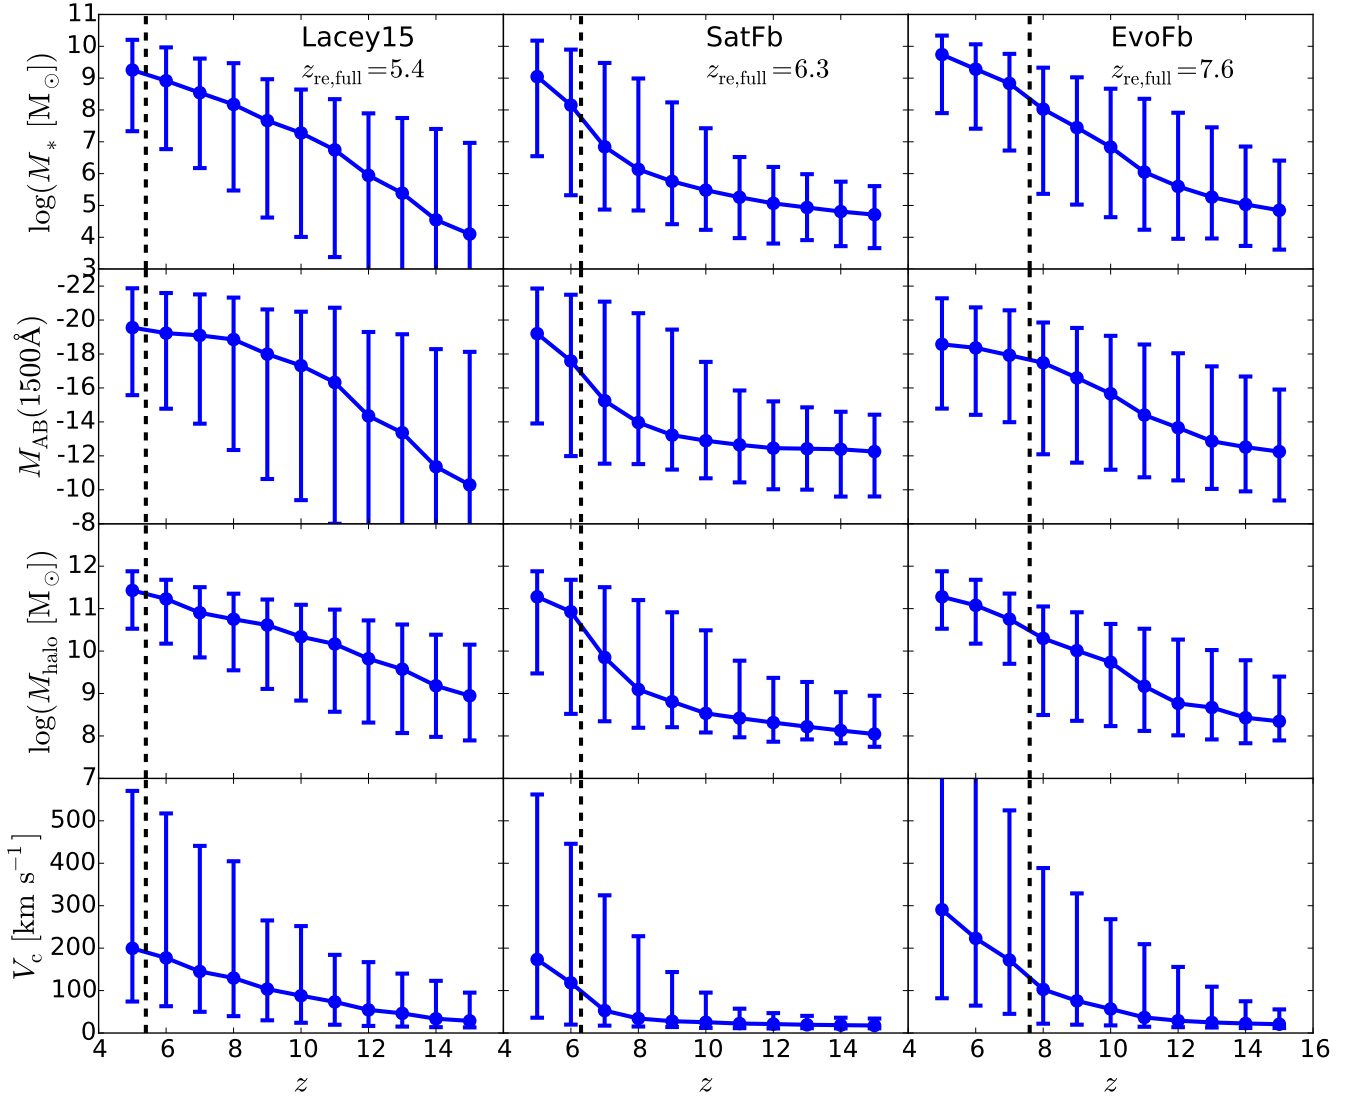 Lacey15
z_re,full=5.4
SatFb
z_re,full=6.3
EvoFb
z_re,full=7.6
log(M_* [M_⊙])
11
10
9
8
7
6
5
4
3
M_AB(1500Å)
-22
-20
-18
-16
-14
-12
-10
-8
log(M_halo [M_⊙])
12
11
10
9
8
7
V_c [km s^−1]
500
400
300
200
100
0
4 6 8 10 12 14 6 8 10 12 14 4 6 8 10 12 14 16
z z z